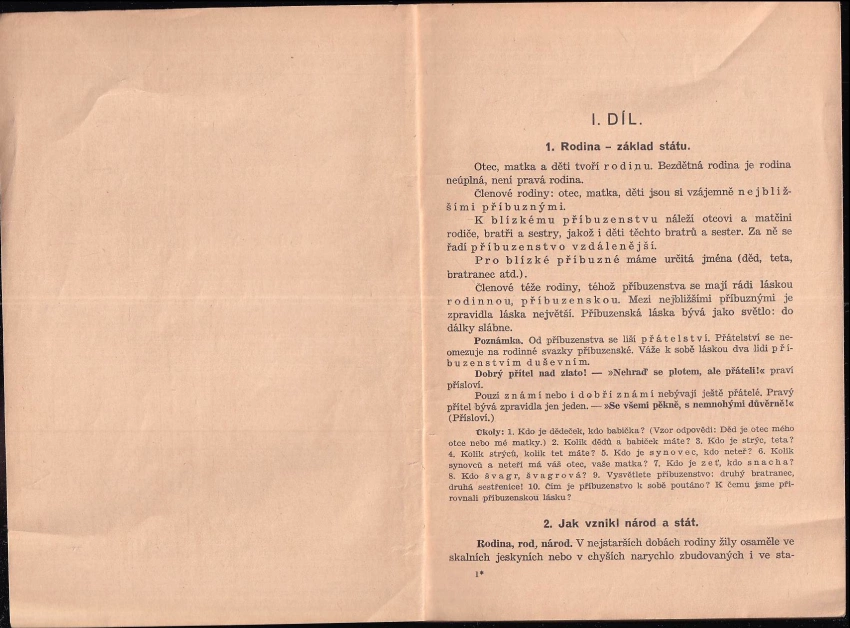 I. DÍL.
1. Rodina – základ státu.
Otec, matka a děti tvoří rodinu. Bezdětná rodina je rodina
neúplná, není pravá rodina.
Členové rodiny: otec, matka, děti jsou si vzájemně nejbliž-
šími příbuznými.
K blízkému příbuzenstvu náleží otcovi a matčini
rodiče, bratři a sestry, jakož i děti těchto bratrů a sester. Za ně se
řadí příbuzenstvo vzdálenější.
Pro blízké příbuzné máme určitá jména (děd, teta,
bratranec atd.).
Členové téže rodiny, téhož příbuzenstva se mají rádi láskou
rodinnou, příbuzenskou. Mezi nejbližšími příbuznými je
zpravidla láska největší. Příbuzenská láska bývá jako světlo: do
dálky slábne.
Poznámka. Od příbuzenstva se liší přátelství. Přátelství se ne-
omezuje na rodinné svazky příbuzenské. Váže k sobě láskou dva lidi pří-
buzenstvím duševním.
Dobrý přítel nad zlato! — »Nehraď se plotem, ale přáteli!« praví
přísloví.
Pouzí známí nebo i dobří známí nebývají ještě přátelé. Pravý
přítel bývá zpravidla jen jeden. — »Se všemi pěkně, s nemnohými důvěrně!«
(Přísloví.)
Úkoly: 1. Kdo je dědeček, kdo babička? (Vzor odpovědi: Děd je otec mého
otce nebo mé matky.) 2. Kolik dědů a babiček máte? 3. Kdo je strýc, teta?
4. Kolik strýců, kolik tet máte? 5. Kdo je synovec, kdo neteř? 6. Kolik
synovců a neteří má váš otec, vaše matka? 7. Kdo je zeť, kdo snacha?
8. Kdo švagr, švagrová? 9. Vysvětlete příbuzenstvo: druhý bratranec,
druhá sestřenice! 10. Čím je příbuzenstvo k sobě poutáno? K čemu jsme při-
rovnali příbuzenskou lásku?
2. Jak vznikl národ a stát.
Rodina, rod, národ. V nejstarších dobách rodiny žily osaměle ve
skalních jeskyních nebo v chyších narychlo zbudovaných i ve sta-
1*